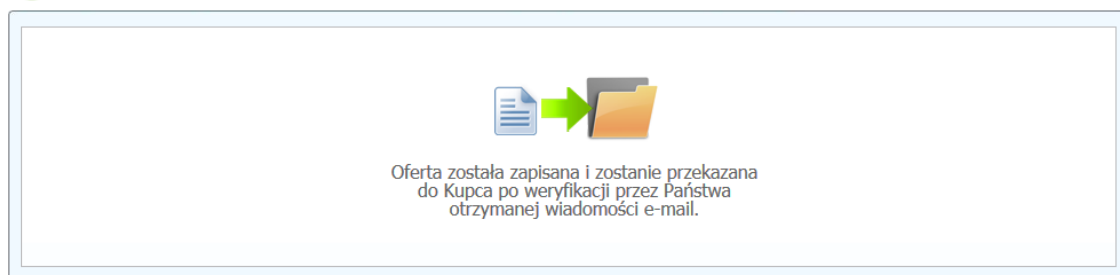 Oferta została zapisana i zostanie przekazana
do Kupca po weryfikacji przez Państwa
otrzymanej wiadomości e-mail.